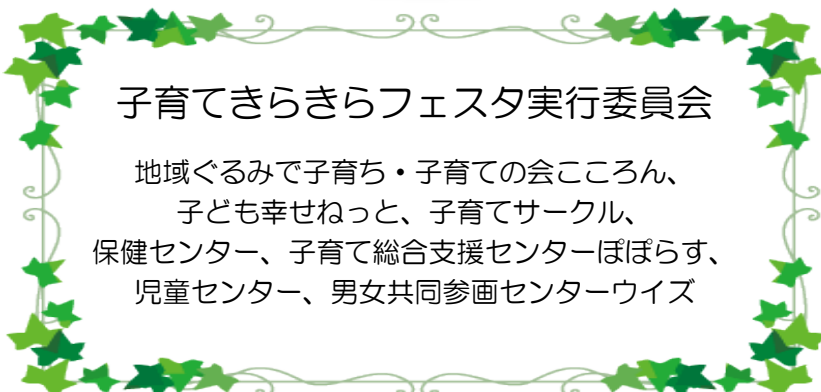 子育てきらきらフェスタ実行委員会
地域ぐるみで子育ち・子育ての会こころん、
子ども幸せねっと、子育てサークル、
保健センター、子育て総合支援センターぽぽらす、
児童センター、男女共同参画センターウイズ